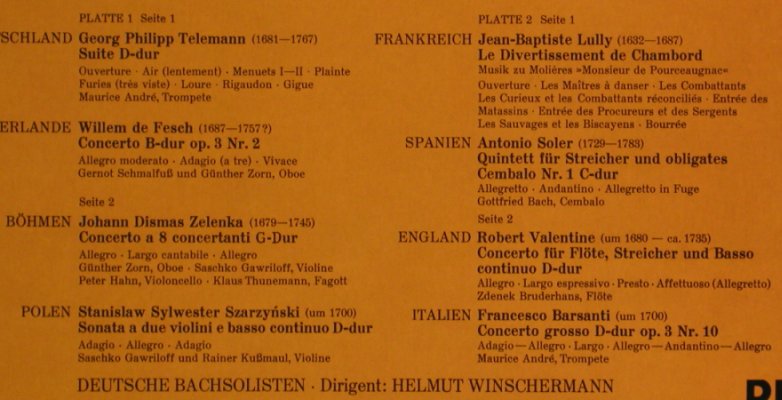 PLATTE 1 Seite 1
SCHLAND Georg Philipp Telemann (1681—1767)
Suite D-dur
Ouverture · Air (lentement) · Menuets I—II · Plainte
Furies (très viste) · Loure · Rigaudon · Gigue
Maurice André, Trompete
ERLANDE Willem de Fesch (1687—1757?)
Concerto B-dur op. 3 Nr. 2
Allegro moderato · Adagio (a tre) · Vivace
Gernot Schmalfuß und Günther Zorn, Oboe
Seite 2
BÖHMEN Johann Dismas Zelenka (1679—1745)
Concerto a 8 concertanti G-Dur
Allegro · Largo cantabile · Allegro
Günther Zorn, Oboe · Saschko Gawriloff, Violine
Peter Hahn, Violoncello · Klaus Thunemann, Fagott
POLEN Stanislaw Sylwester Szarzyński (um 1700)
Sonata a due violini e basso continuo D-dur
Adagio · Allegro · Adagio
Saschko Gawriloff und Rainer Kußmaul, Violine
PLATTE 2 Seite 1
FRANKREICH Jean-Baptiste Lully (1632—1687)
Le Divertissement de Chambord
Musik zu Molières »Monsieur de Pourceaugnac«
Ouverture · Les Maîtres à danser · Les Combattants
Les Curieux et les Combattants réconciliés · Entrée des
Matassins · Entrée des Procureurs et des Sergents
Les Sauvages et les Biscayens · Bourrée
SPANIEN Antonio Soler (1729—1783)
Quintett für Streicher und obligates
Cembalo Nr. 1 C-dur
Allegretto · Andantino · Allegretto in Fuge
Gottfried Bach, Cembalo
Seite 2
ENGLAND Robert Valentine (um 1680 — ca. 1735)
Concerto für Flöte, Streicher und Basso
continuo D-dur
Allegro · Largo espressivo · Presto · Affettuoso (Allegretto)
Zdenek Bruderhans, Flöte
ITALIEN Francesco Barsanti (um 1700)
Concerto grosso D-dur op. 3 Nr. 10
Adagio—Allegro · Largo · Allegro—Andantino—Allegro
Maurice André, Trompete
DEUTSCHE BACHSOLISTEN · Dirigent: HELMUT WINSCHERMANN